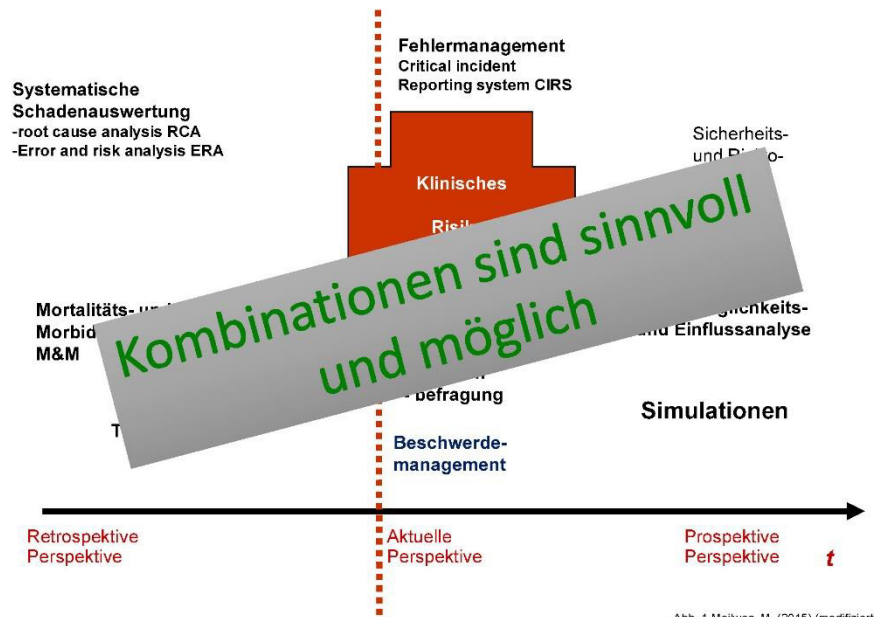 Fehlermanagement
Critical incident
Reporting system CIRS
Systematische
Schadenauswertung
-root cause analysis RCA
-Error and risk analysis ERA
Klinisches
Sicherheits-
und
Kombinationen sind sinnvoll
und möglich
Mortalitäts-
M&M
und Einflussanalyse
- befragung
Simulationen
Beschwerde-
management
Retrospektive
Perspektive
Aktuelle
Perspektive
Prospektive
Perspektive
t